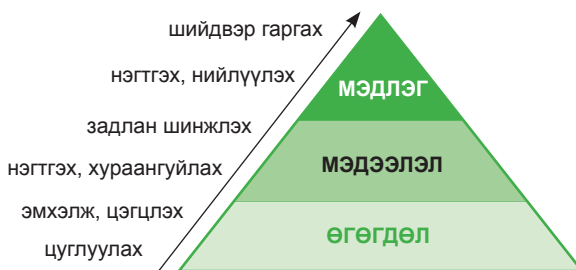 шийдвэр гаргах
нэгтгэх, нийлүүлэх
МЭДЛЭГ
задлан шинжлэх
нэгтгэх, хураангуйлах
МЭДЭЭЛЭЛ
эмхэлж, цэгцлэх
ӨГӨГДӨЛ
цуглуулах